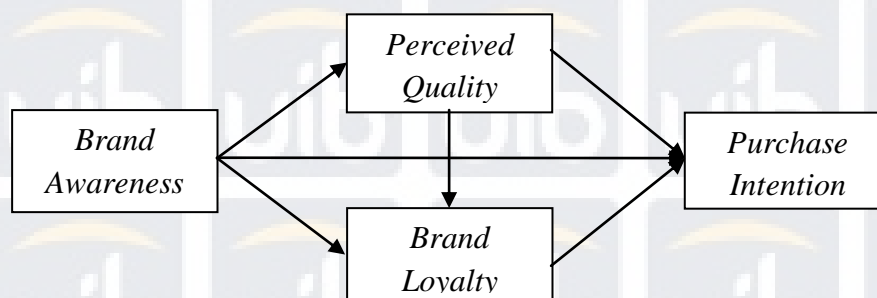 Perceived
Quality
Brand
Awareness
Purchase
Intention
Brand
Loyalty